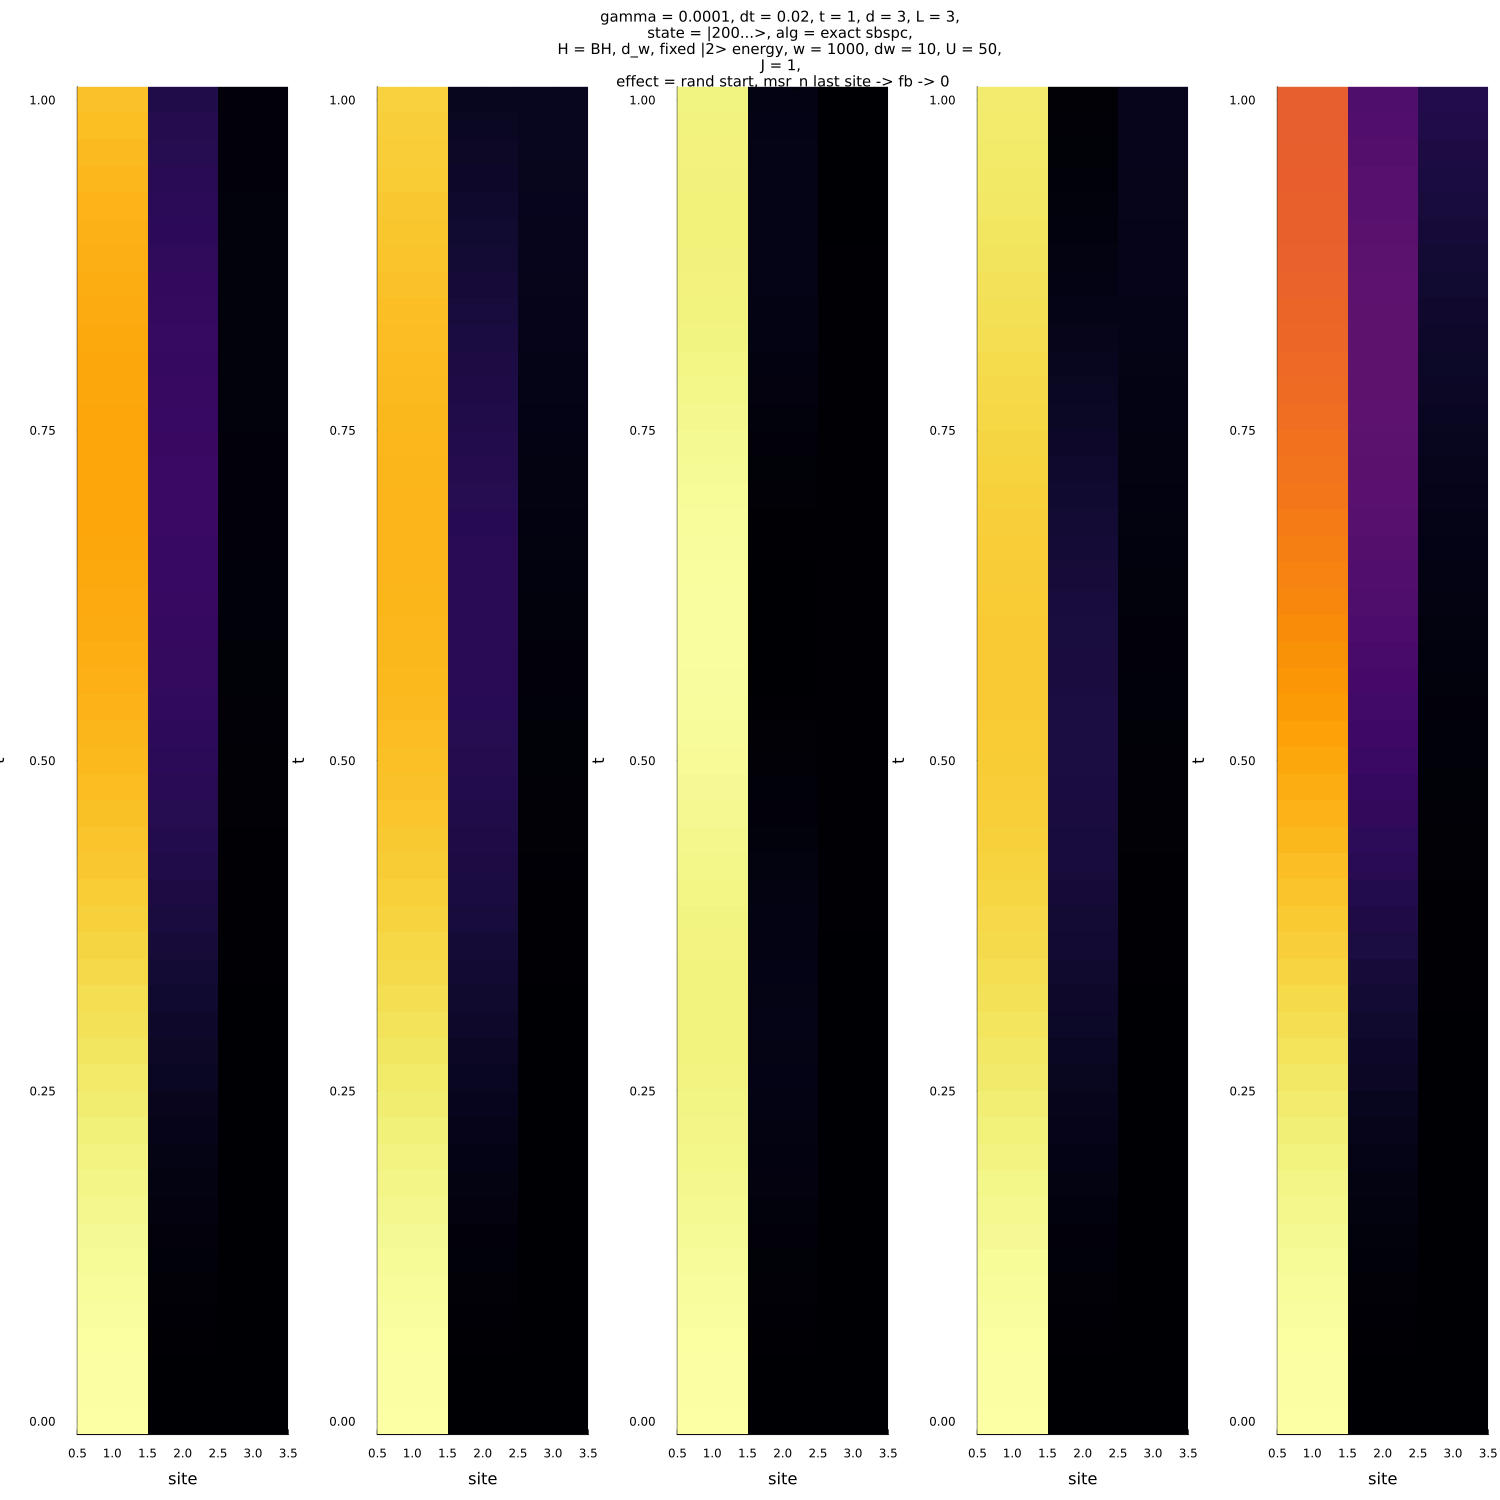 gamma = 0.0001, dt = 0.02, t = 1, d = 3, L = 3,
state = |200...>, alg = exact sbspc,
H = BH, d_w, fixed |2> energy, w = 1000, dw = 10, U = 50,
J = 1,
effect = rand start, msr n last site -> fb -> 0
1.00 1.00 1.00 1.00 1.00
0.75 0.75 0.75 0.75 0.75
t 0.50 t 0.50 t 0.50 t 0.50 t 0.50
0.25 0.25 0.25 0.25 0.25
0.00 0.00 0.00 0.00 0.00
0.5 1.0 1.5 2.0 2.5 3.0 3.5 0.5 1.0 1.5 2.0 2.5 3.0 3.5 0.5 1.0 1.5 2.0 2.5 3.0 3.5 0.5 1.0 1.5 2.0 2.5 3.0 3.5 0.5 1.0 1.5 2.0 2.5 3.0 3.5
site site site site site